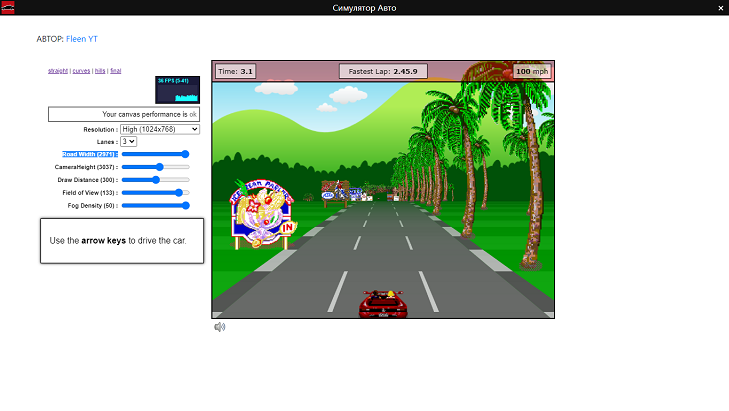 Симулятор Авто
×
АВТОР: Fleen YT
straight | curves | hills | final
Time: 3.1
Fastest Lap: 2.45.9
100 mph
36 FPS (3-41)
Your canvas performance is ok
Resolution : High (1024x768)
Lanes : 3
Road Width (2971) :
CameraHeight (3037) :
Draw Distance (300) :
Field of View (133) :
Fog Density (50) :
Use the arrow keys to drive the car.
IN